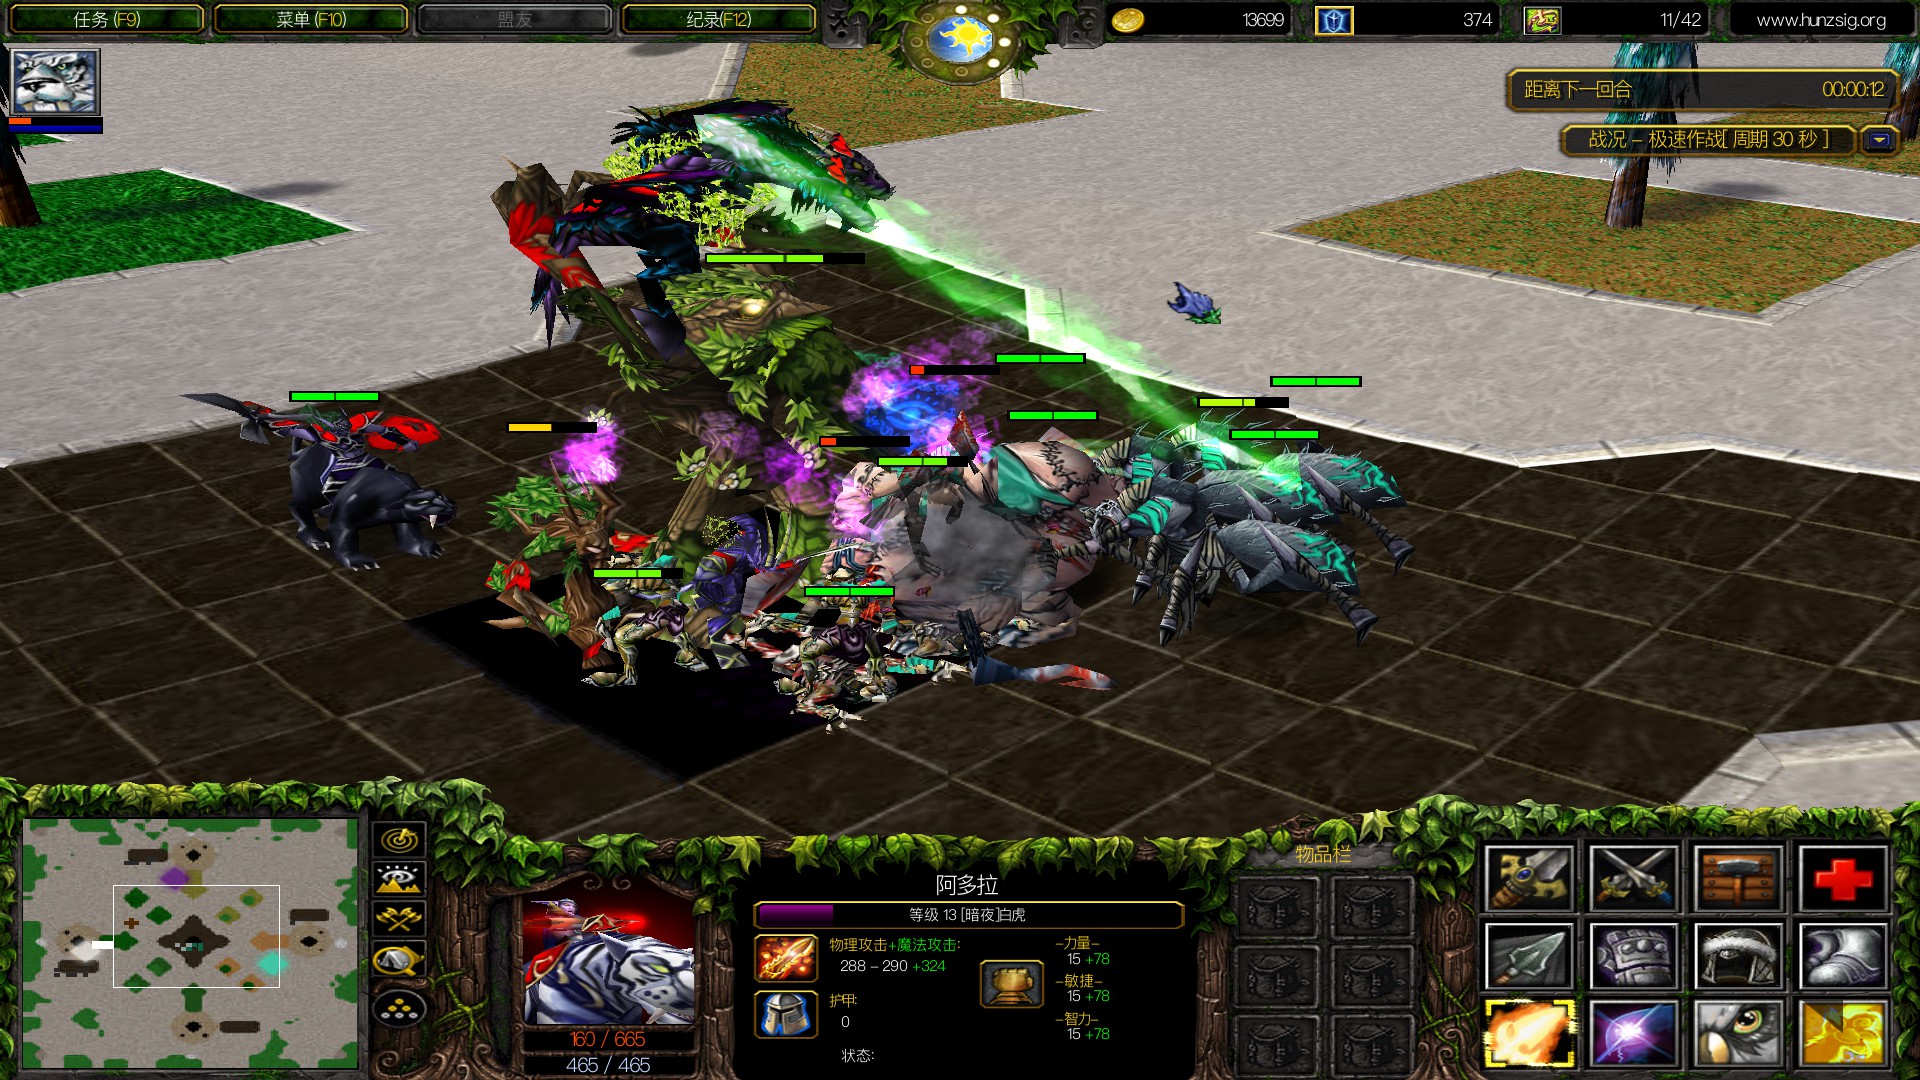 任务 (F9)
菜单 (F10)
盟友
纪录(F12)
13699
374
11/42
www.hunzsig.org
距离下一回合 00:00:12
战况 – 极速作战[ 周期 30 秒 ]
阿多拉
等级 13 [暗夜]白虎
物理攻击+魔法攻击:
288 – 290 +324
护甲:
0
状态:
–力量–
15 +78
–敏捷–
15 +78
–智力–
15 +78
160 / 665
465 / 465
物品栏